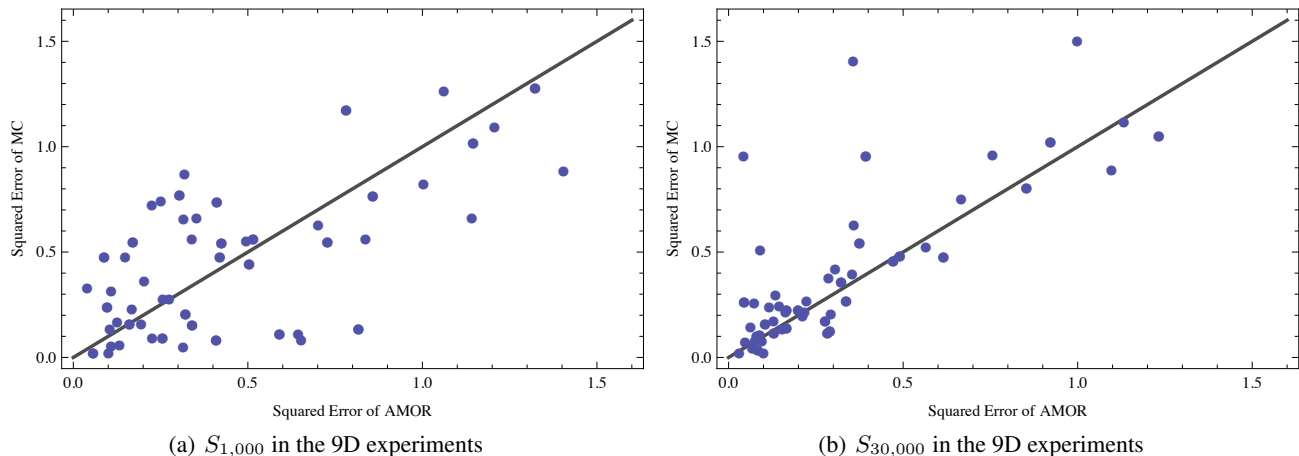 1.5
1.0
0.5
0.0
Squared Error of MC
0.0 0.5 1.0 1.5
Squared Error of AMOR
(a) S1,000 in the 9D experiments
1.5
1.0
0.5
0.0
Squared Error of MC
0.0 0.5 1.0 1.5
Squared Error of AMOR
(b) S30,000 in the 9D experiments